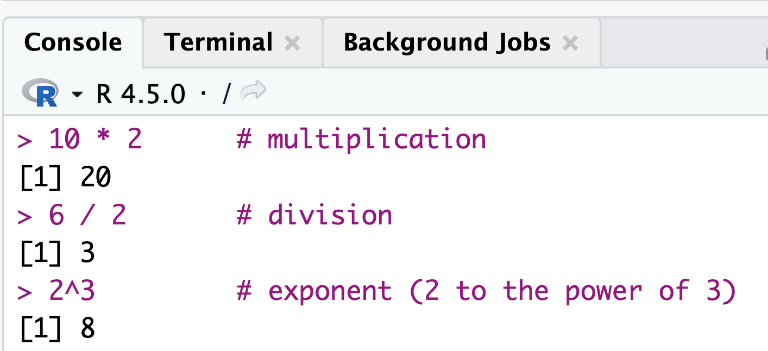 Console Terminal × Background Jobs ×
R R 4.5.0 · /
> 10 * 2      # multiplication
[1] 20
> 6 / 2       # division
[1] 3
> 2^3         # exponent (2 to the power of 3)
[1] 8